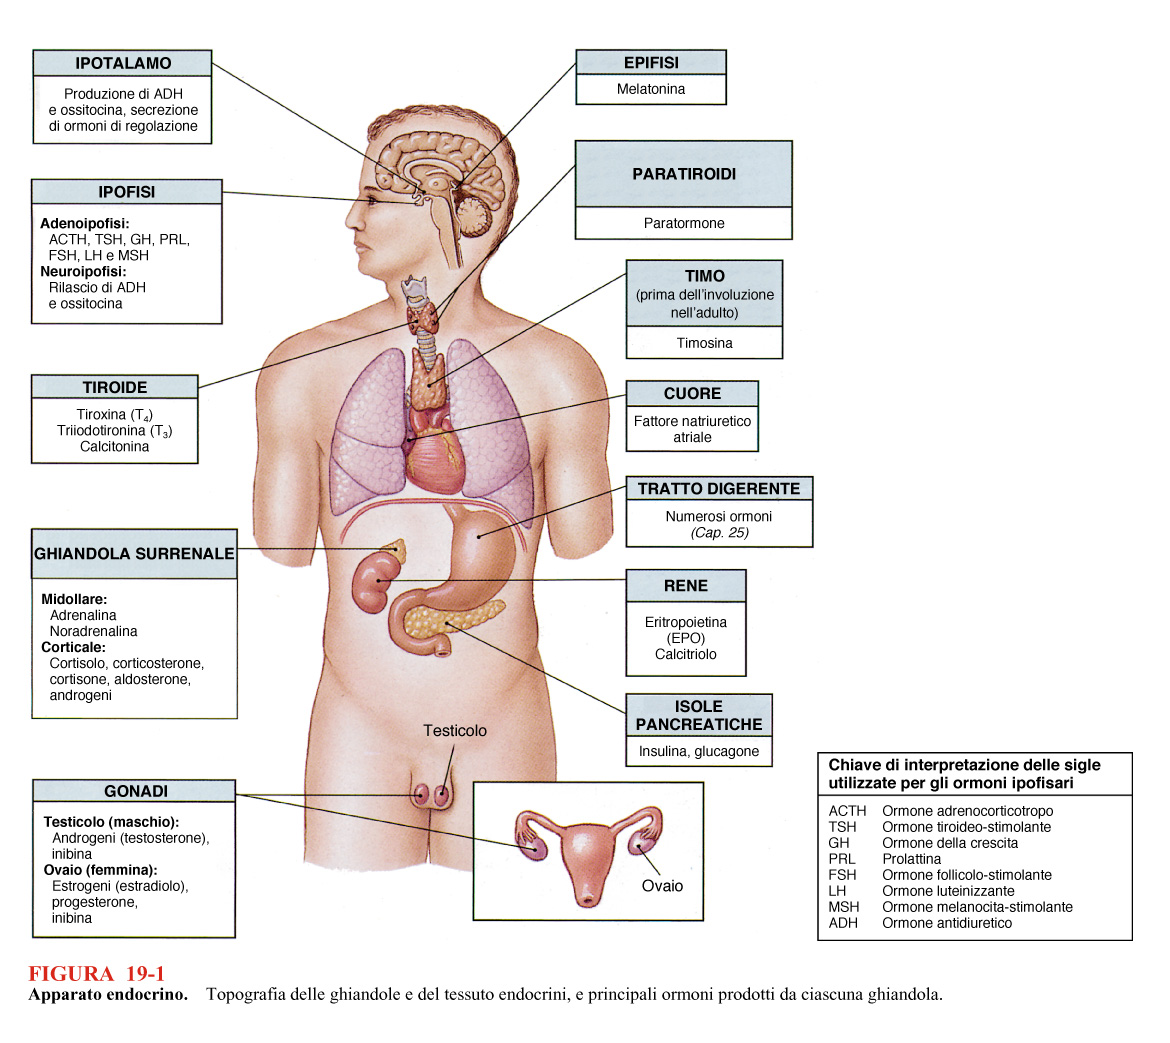 IPOTALAMO
Produzione di ADH
e ossitocina, secrezione
di ormoni di regolazione
IPOFISI
Adenoipofisi:
ACTH, TSH, GH, PRL,
FSH, LH e MSH
Neuroipofisi:
Rilascio di ADH
e ossitocina
TIROIDE
Tiroxina (T4)
Triiodotironina (T3)
Calcitonina
GHIANDOLA SURRENALE
Midollare:
Adrenalina
Noradrenalina
Corticale:
Cortisolo, corticosterone,
cortisone, aldosterone,
androgeni
GONADI
Testicolo (maschio):
Androgeni (testosterone),
inibina
Ovaio (femmina):
Estrogeni (estradiolo),
progesterone,
inibina
EPIFISI
Melatonina
PARATIROIDI
Paratormone
TIMO
(prima dell'involuzione
nell'adulto)
Timosina
CUORE
Fattore natriuretico
atriale
TRATTO DIGERENTE
Numerosi ormoni
(Cap. 25)
RENE
Eritropoietina
(EPO)
Calcitriolo
ISOLE
PANCREATICHE
Insulina, glucagone
Testicolo
Ovaio
Chiave di interpretazione delle sigle
utilizzate per gli ormoni ipofisari
ACTH Ormone adrenocorticotropo
TSH Ormone tiroideo-stimolante
GH Ormone della crescita
PRL Prolattina
FSH Ormone follicolo-stimolante
LH Ormone luteinizzante
MSH Ormone melanocita-stimolante
ADH Ormone antidiuretico
FIGURA 19-1
Apparato endocrino. Topografia delle ghiandole e del tessuto endocrini, e principali ormoni prodotti da ciascuna ghiandola.